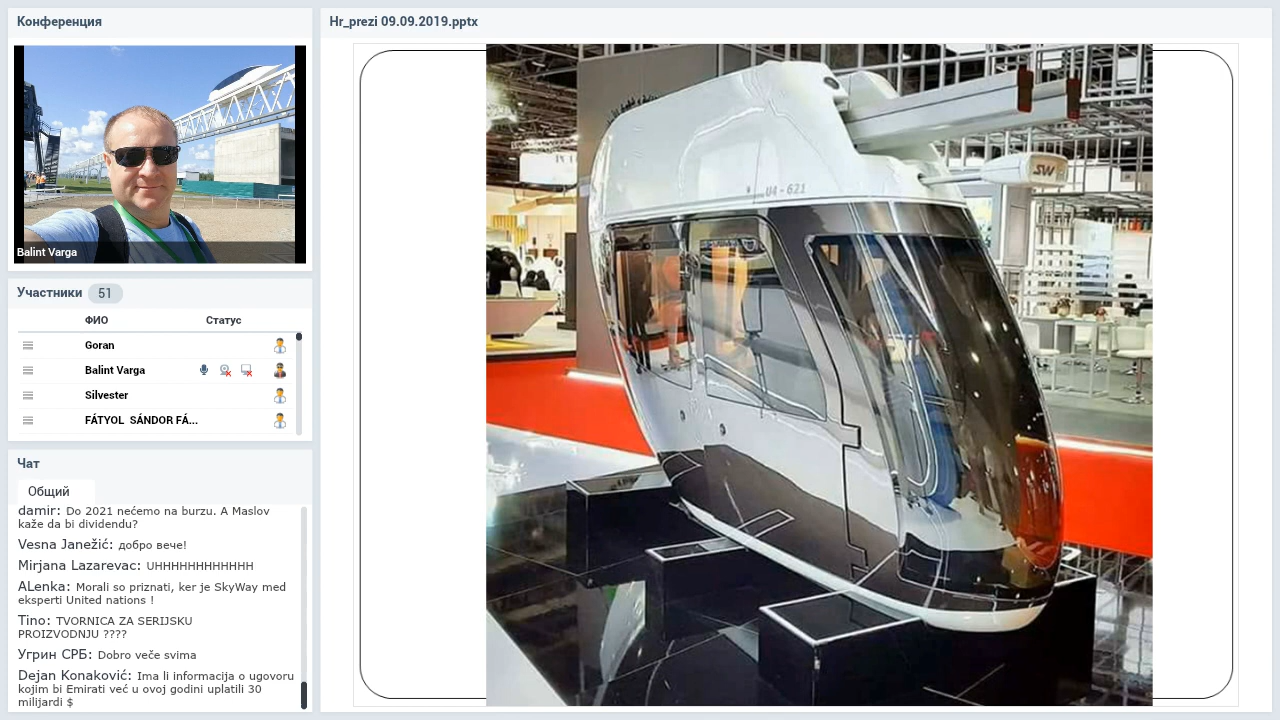 Конференция
Balint Varga
Участники 51
ФИО Статус
Goran
Balint Varga
Silvester
FÁTYOL SÁNDOR FÁ...
Чат
Общий
damir: Do 2021 nećemo na burzu. A Maslov
kaže da bi dividendu?
Vesna Janežić: добро вече!
Mirjana Lazarevac: UHHHHHHHHHHHH
ALenka: Morali so priznati, ker je SkyWay med
eksperti United nations !
Tino: TVORNICA ZA SERIJSKU
PROIZVODNJU ????
Угрин СРБ: Dobro veče svima
Dejan Konaković: Ima li informacija o ugovoru
kojim bi Emirati već u ovoj godini uplatili 30
milijardi $
Hr_prezi 09.09.2019.pptx
U4-621
SW